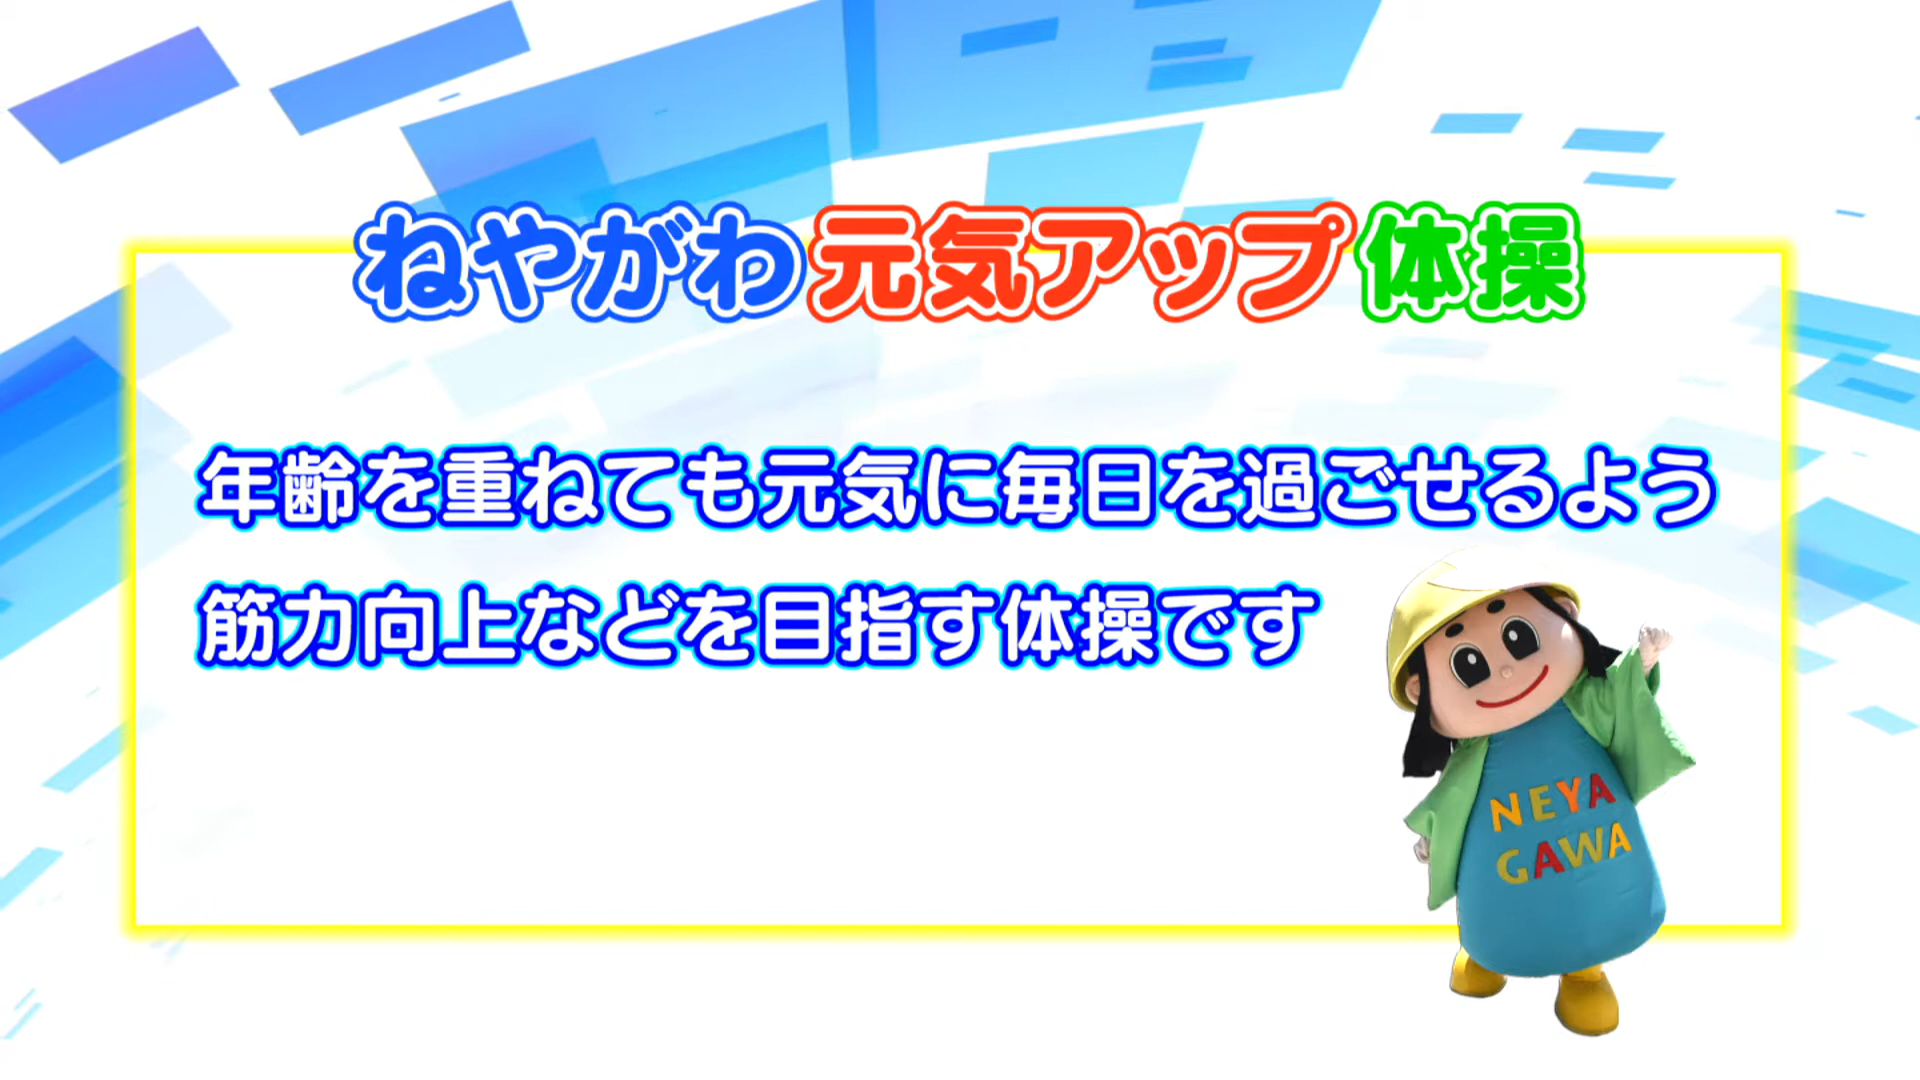 ねやがわ元気アップ体操
年齢を重ねても元気に毎日を過ごせるよう
筋力向上などを目指す体操です
NEYA
GAWA